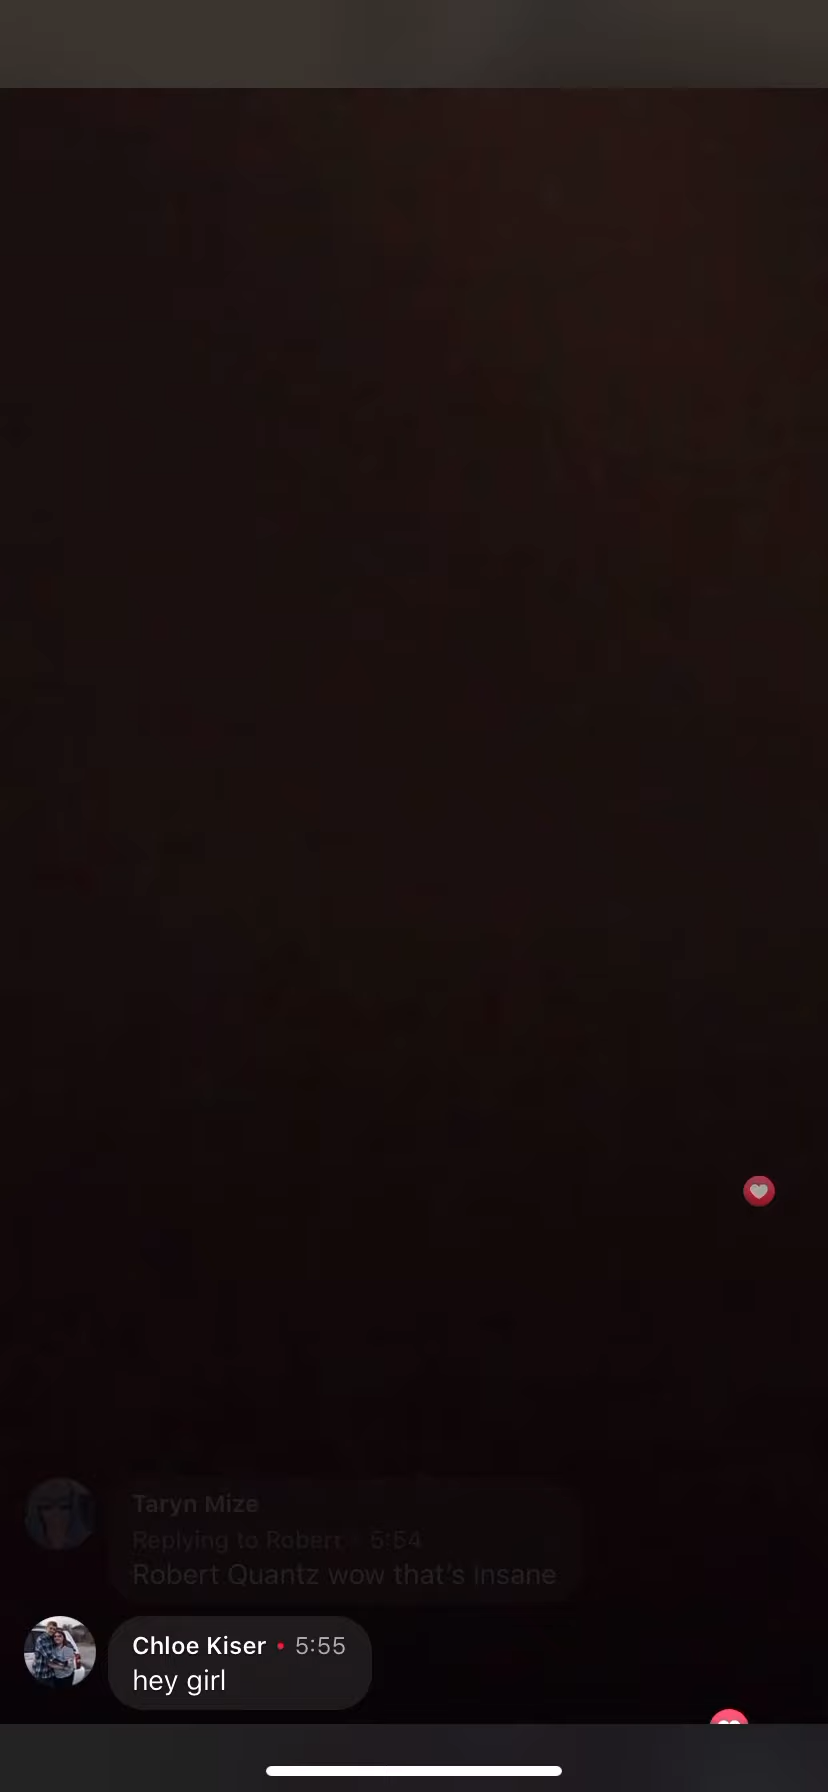 Taryn Mize
Replying to Robert · 5:54
Robert Quantz wow that's insane
Chloe Kiser • 5:55
hey girl